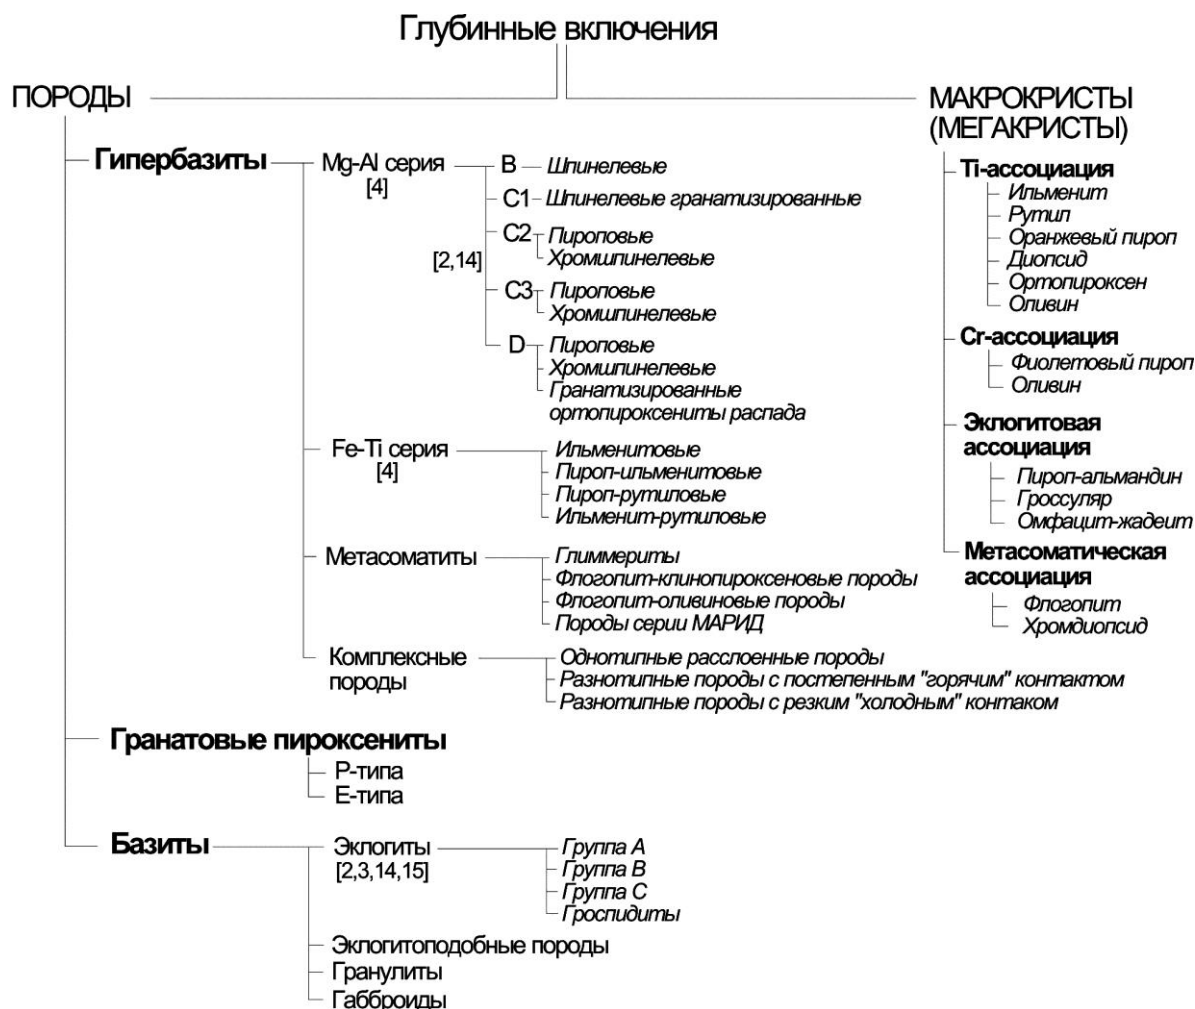 Глубинные включения
ПОРОДЫ
Гипербазиты
Mg-Al серия
[4]
[2,14]
B
Шпинелевые
C1
Шпинелевые гранатизированные
C2
Пироповые
Хромшпинелевые
C3
Пироповые
Хромшпинелевые
D
Пироповые
Хромшпинелевые
Гранатизированные
ортопироксениты распада
Fe-Ti серия
[4]
Ильменитовые
Пироп-ильменитовые
Пироп-рутиловые
Ильменит-рутиловые
Метасоматиты
Глиммериты
Флогопит-клинопироксеновые породы
Флогопит-оливиновые породы
Породы серии МАРИД
Комплексные
породы
Однотипные расслоенные породы
Разнотипные породы с постепенным "горячим" контактом
Разнотипные породы с резким "холодным" контаком
Гранатовые пироксениты
P-типа
E-типа
Базиты
Эклогиты
[2,3,14,15]
Группа A
Группа B
Группа C
Гроспидиты
Эклогитоподобные породы
Гранулиты
Габброиды
МАКРОКРИСТЫ
(МЕГАКРИСТЫ)
Ti-ассоциация
Ильменит
Рутил
Оранжевый пироп
Диопсид
Ортопироксен
Оливин
Cr-ассоциация
Фиолетовый пироп
Оливин
Эклогитовая
ассоциация
Пироп-альмандин
Гроссуляр
Омфацит-жадеит
Метасоматическая
ассоциация
Флогопит
Хромдиопсид